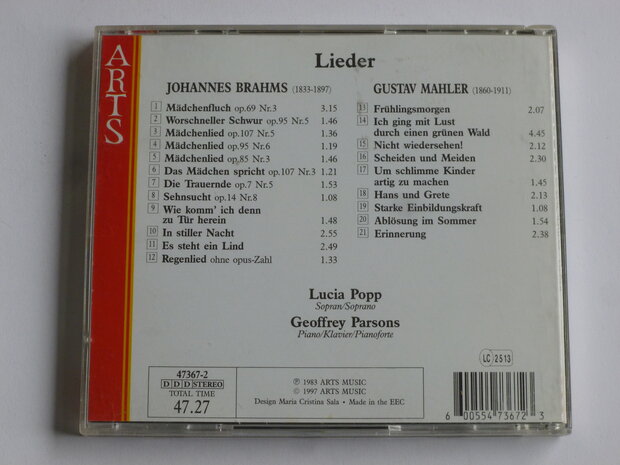 ARTS
Lieder
JOHANNES BRAHMS (1833-1897)
1 Mädchenfluch op.69 Nr.3 3.15
2 Worschneller Schwur op.95 Nr.5 1.46
3 Mädchenlied op.107 Nr.5 1.36
4 Mädchenlied op.95 Nr.6 1.19
5 Mädchenlied op.85 Nr.3 1.46
6 Das Mädchen spricht op.107 Nr.3 1.21
7 Die Trauernde op.7 Nr.5 1.53
8 Sehnsucht op.14 Nr.8 1.08
9 Wie komm' ich denn
zu Tür herein 1.48
10 In stiller Nacht 2.55
11 Es steht ein Lind 2.49
12 Regenlied ohne opus-Zahl 1.33
GUSTAV MAHLER (1860-1911)
13 Frühlingsmorgen 2.07
14 Ich ging mit Lust
durch einen grünen Wald 4.45
15 Nicht wiedersehen! 2.12
16 Scheiden und Meiden 2.30
17 Um schlimme Kinder
artig zu machen 1.45
18 Hans und Grete 2.13
19 Starke Einbildungskraft 1.08
20 Ablösung im Sommer 1.54
21 Erinnerung 2.38
Lucia Popp
Sopran/Soprano
Geoffrey Parsons
Piano/Klavier/Pianoforte
47367-2
D D D STEREO
TOTAL TIME
47.27
℗ 1983 ARTS MUSIC
© 1997 ARTS MUSIC
Design Maria Cristina Sala • Made in the EEC
LC 2513
6 00554 73672 3